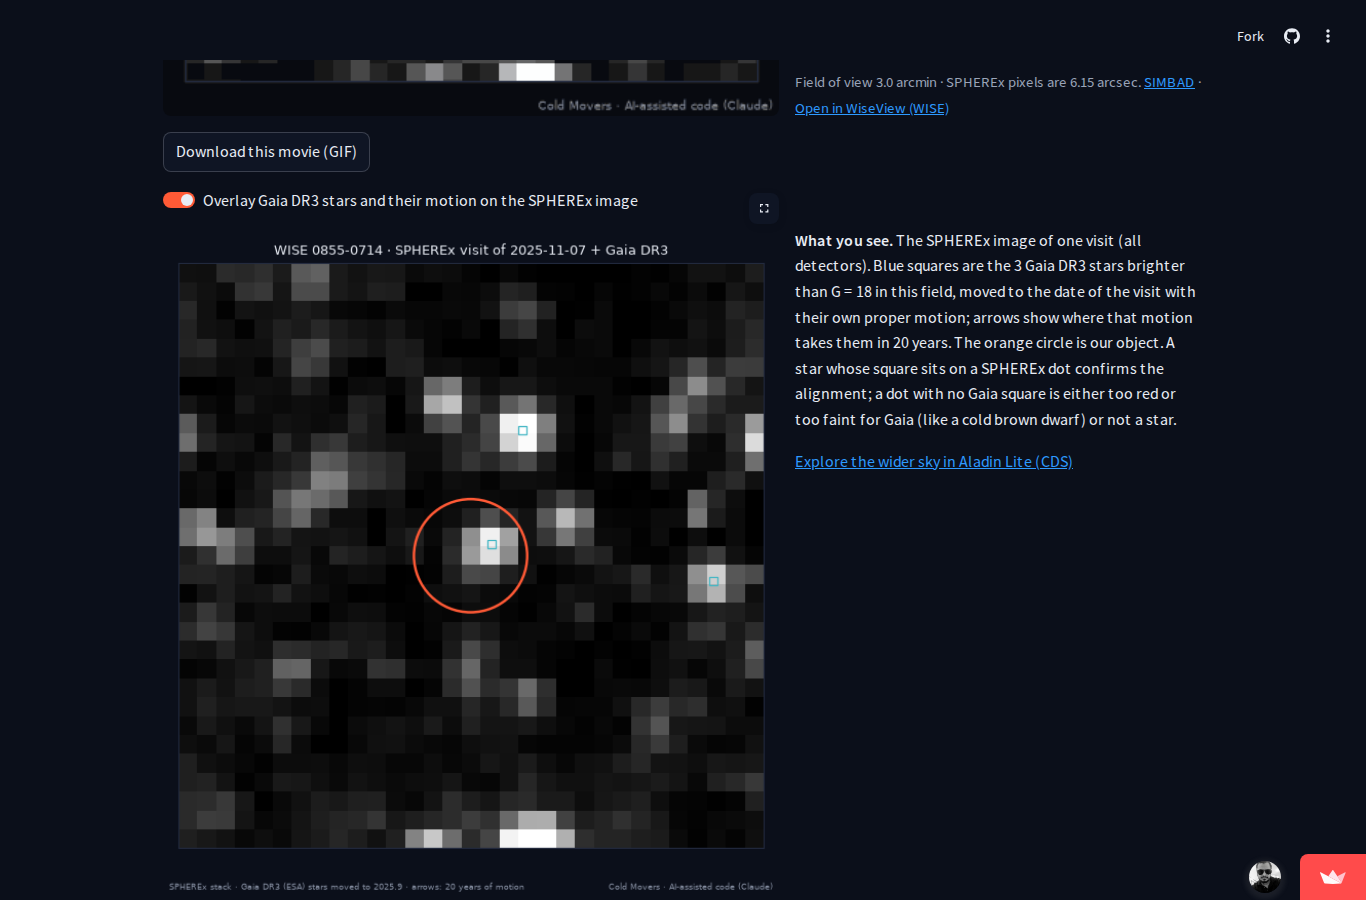 Fork
Cold Movers · AI-assisted code (Claude)
Field of view 3.0 arcmin · SPHEREx pixels are 6.15 arcsec. SIMBAD ·
Open in WiseView (WISE)
Download this movie (GIF)
Overlay Gaia DR3 stars and their motion on the SPHEREx image
WISE 0855-0714 · SPHEREx visit of 2025-11-07 + Gaia DR3
What you see. The SPHEREx image of one visit (all
detectors). Blue squares are the 3 Gaia DR3 stars brighter
than G = 18 in this field, moved to the date of the visit with
their own proper motion; arrows show where that motion
takes them in 20 years. The orange circle is our object. A
star whose square sits on a SPHEREx dot confirms the
alignment; a dot with no Gaia square is either too red or
too faint for Gaia (like a cold brown dwarf) or not a star.
Explore the wider sky in Aladin Lite (CDS)
SPHEREx stack · Gaia DR3 (ESA) stars moved to 2025.9 · arrows: 20 years of motion
Cold Movers · AI-assisted code (Claude)